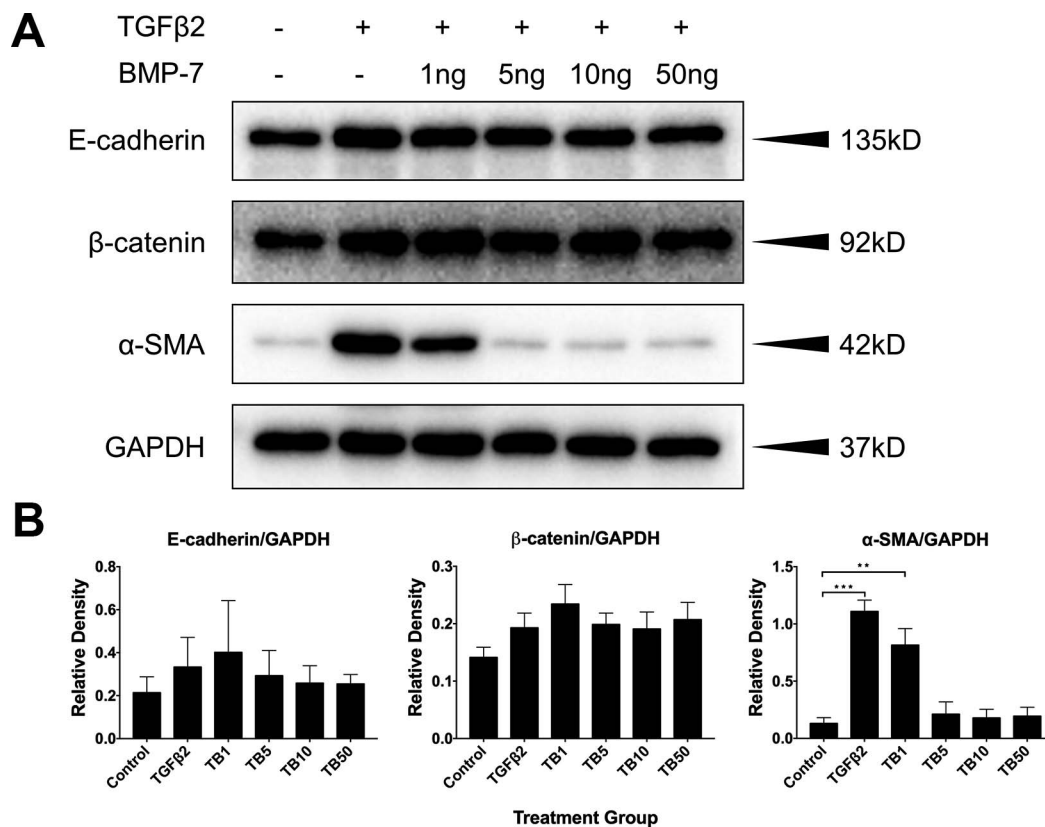 A
TGFβ2 - + + + + +
BMP-7 - - 1ng 5ng 10ng 50ng
E-cadherin 135kD
β-catenin 92kD
α-SMA 42kD
GAPDH 37kD
B
E-cadherin/GAPDH
Relative Density
0.8
0.6
0.4
0.2
0.0
Control TGFβ2 TB1 TB5 TB10 TB50
β-catenin/GAPDH
Relative Density
0.3
0.2
0.1
0.0
Control TGFβ2 TB1 TB5 TB10 TB50
α-SMA/GAPDH
Relative Density
1.5
1.0
0.5
0.0
**
***
Control TGFβ2 TB1 TB5 TB10 TB50
Treatment Group